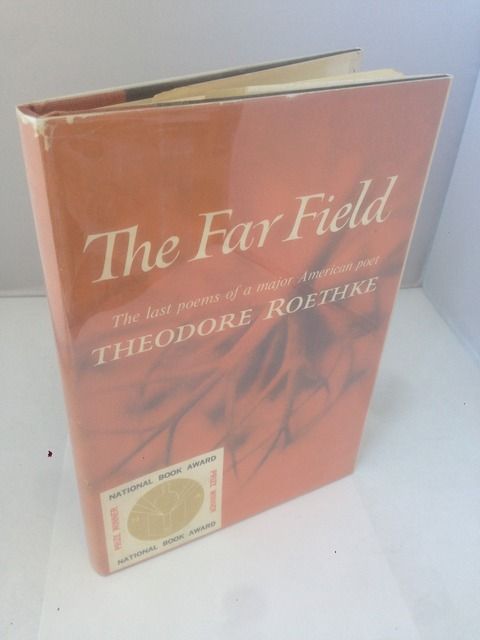 The Far Field
The last poems of a major American poet
THEODORE ROETHKE
NATIONAL BOOK AWARD
PRIZE WINNER
PRIZE WINNER
NATIONAL BOOK AWARD